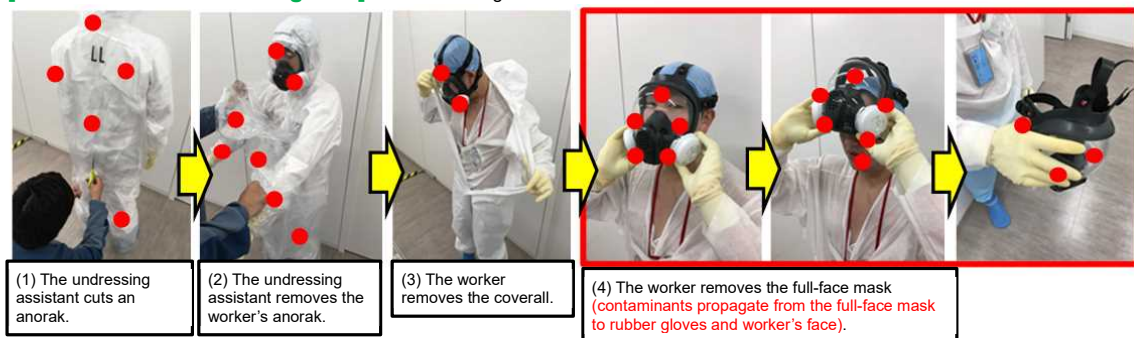 LL
(1) The undressing
assistant cuts an
anorak.
(2) The undressing
assistant removes the
worker's anorak.
(3) The worker
removes the coverall.
(4) The worker removes the full-face mask
(contaminants propagate from the full-face mask
to rubber gloves and worker's face).